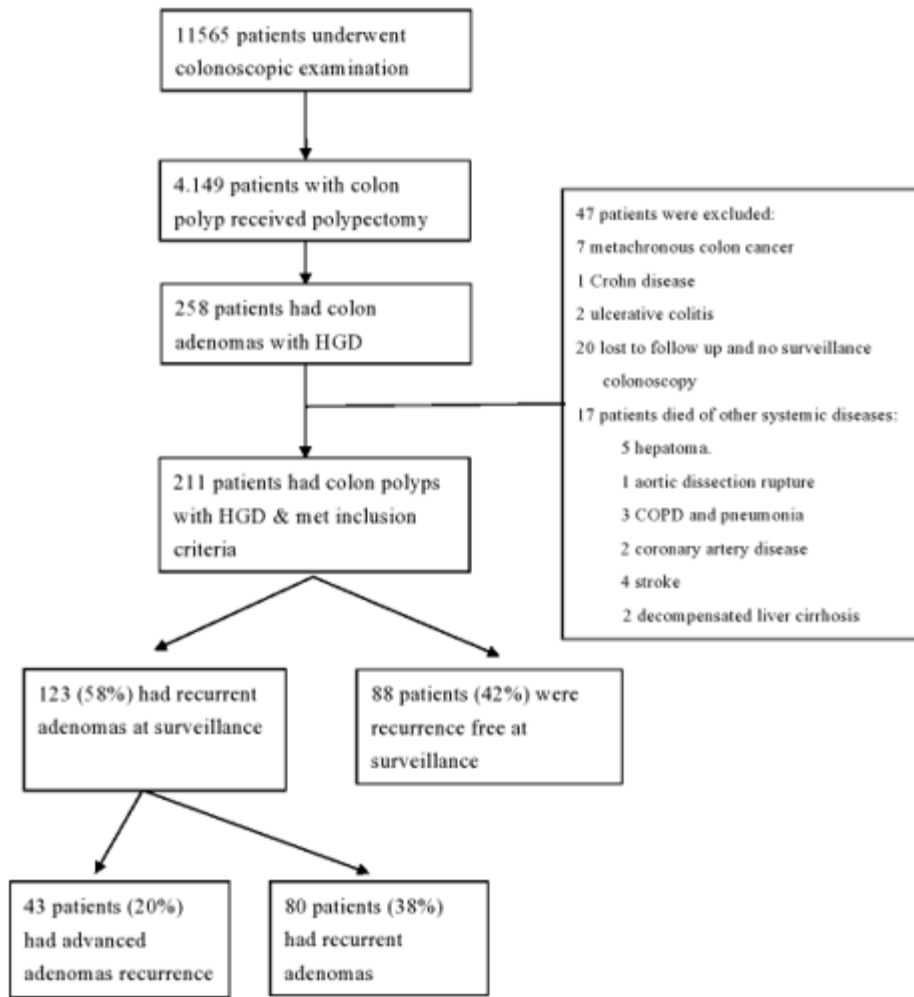 11565 patients underwent
colonoscopic examination
4.149 patients with colon
polyp received polypectomy
258 patients had colon
adenomas with HGD
47 patients were excluded:
7 metachronous colon cancer
1 Crohn disease
2 ulcerative colitis
20 lost to follow up and no surveillance
colonoscopy
17 patients died of other systemic diseases:
5 hepatoma.
1 aortic dissection rupture
3 COPD and pneumonia
2 coronary artery disease
4 stroke
2 decompensated liver cirrhosis
211 patients had colon polyps
with HGD & met inclusion
criteria
123 (58%) had recurrent
adenomas at surveillance
88 patients (42%) were
recurrence free at
surveillance
43 patients (20%)
had advanced
adenomas recurrence
80 patients (38%)
had recurrent
adenomas